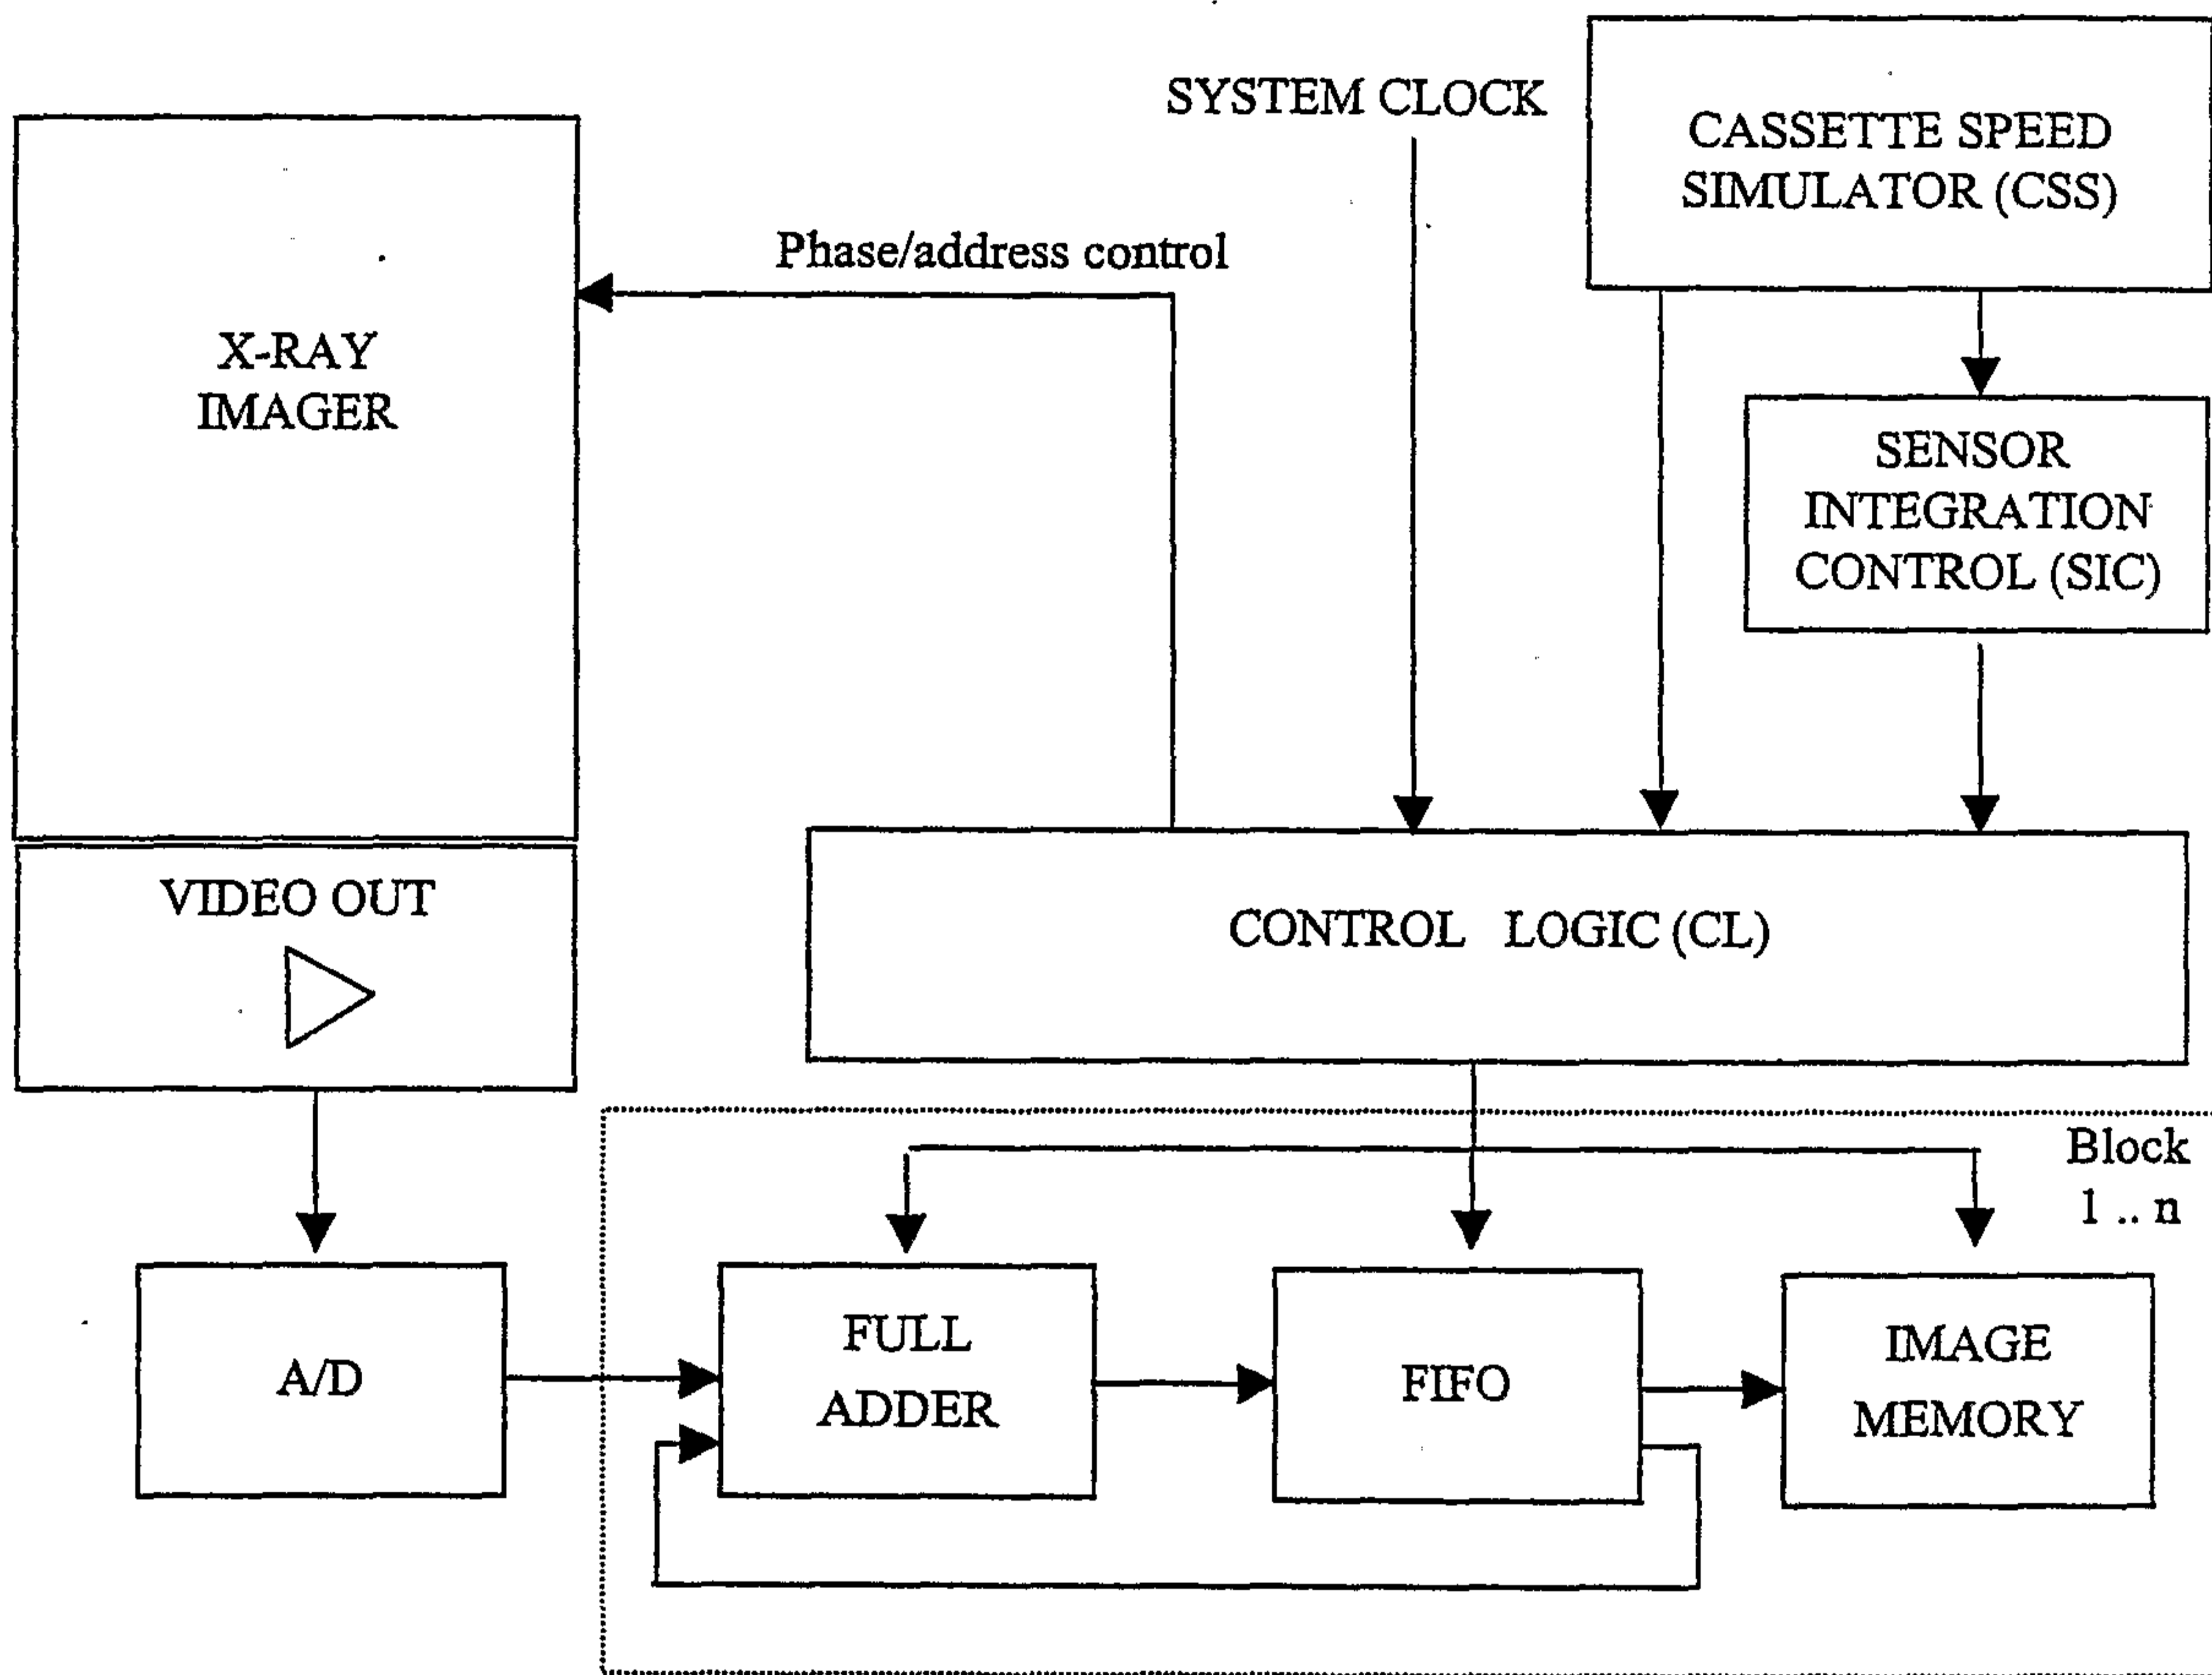 SYSTEM CLOCK
CASSETTE SPEED
SIMULATOR (CSS)
Phase/address control
X-RAY
IMAGER
SENSOR
INTEGRATION
CONTROL (SIC)
VIDEO OUT
CONTROL LOGIC (CL)
Block
1 .. n
A/D
FULL
ADDER
FIFO
IMAGE
MEMORY